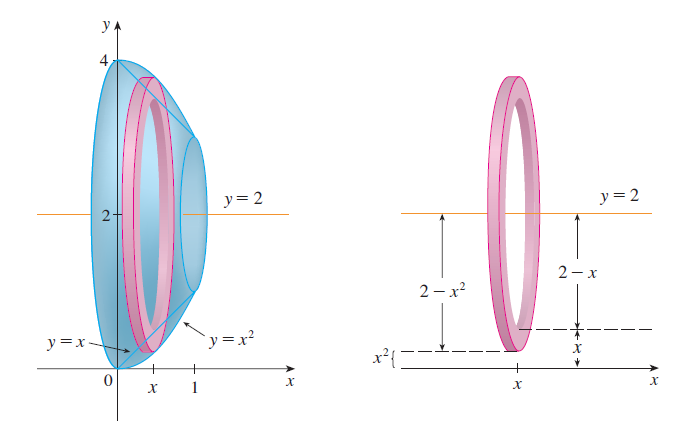 y
4
y = 2
2
y = x
y = x²
0
x
1
x
y = 2
2 − x
2 − x²
x
x²{
x
x